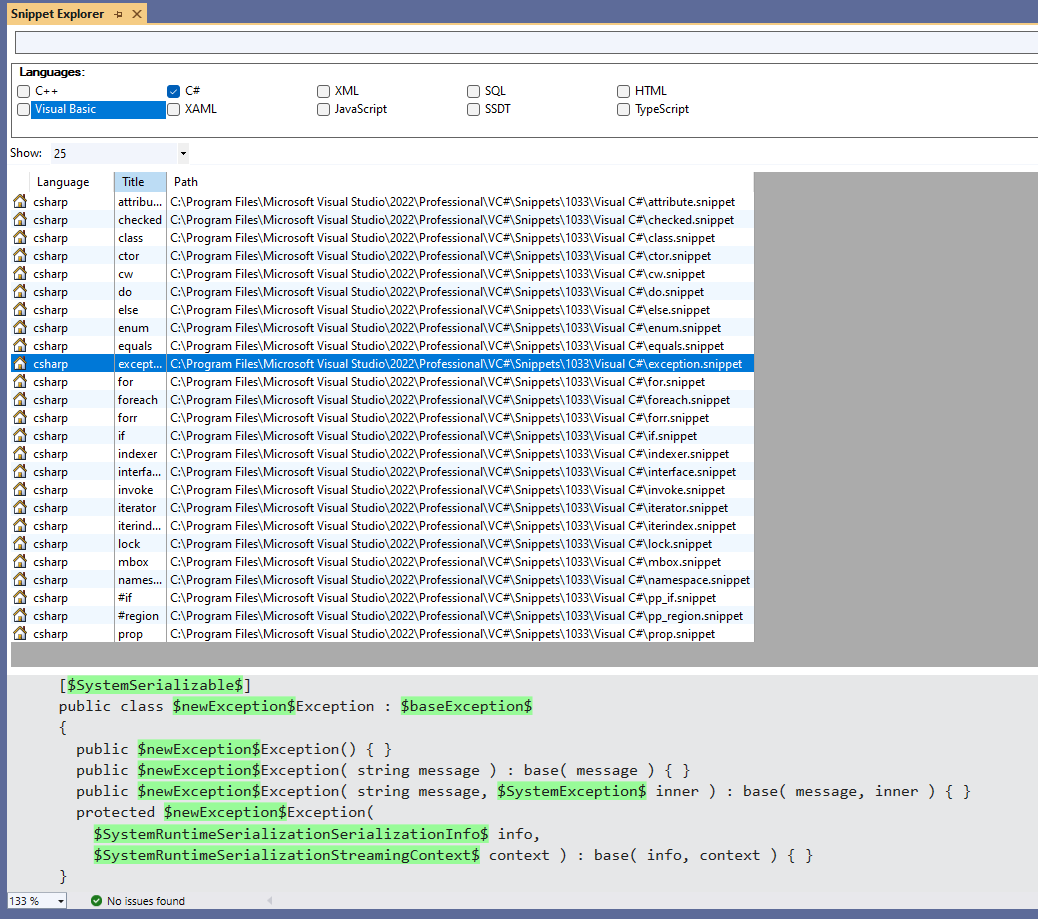 Snippet Explorer
Languages:
C++ C# XML SQL HTML
Visual Basic XAML JavaScript SSDT TypeScript
Show: 25
Language Title Path
csharp attribu... C:\Program Files\Microsoft Visual Studio\2022\Professional\VC#\Snippets\1033\Visual C#\attribute.snippet
csharp checked C:\Program Files\Microsoft Visual Studio\2022\Professional\VC#\Snippets\1033\Visual C#\checked.snippet
csharp class C:\Program Files\Microsoft Visual Studio\2022\Professional\VC#\Snippets\1033\Visual C#\class.snippet
csharp ctor C:\Program Files\Microsoft Visual Studio\2022\Professional\VC#\Snippets\1033\Visual C#\ctor.snippet
csharp cw C:\Program Files\Microsoft Visual Studio\2022\Professional\VC#\Snippets\1033\Visual C#\cw.snippet
csharp do C:\Program Files\Microsoft Visual Studio\2022\Professional\VC#\Snippets\1033\Visual C#\do.snippet
csharp else C:\Program Files\Microsoft Visual Studio\2022\Professional\VC#\Snippets\1033\Visual C#\else.snippet
csharp enum C:\Program Files\Microsoft Visual Studio\2022\Professional\VC#\Snippets\1033\Visual C#\enum.snippet
csharp equals C:\Program Files\Microsoft Visual Studio\2022\Professional\VC#\Snippets\1033\Visual C#\equals.snippet
csharp except... C:\Program Files\Microsoft Visual Studio\2022\Professional\VC#\Snippets\1033\Visual C#\exception.snippet
csharp for C:\Program Files\Microsoft Visual Studio\2022\Professional\VC#\Snippets\1033\Visual C#\for.snippet
csharp foreach C:\Program Files\Microsoft Visual Studio\2022\Professional\VC#\Snippets\1033\Visual C#\foreach.snippet
csharp forr C:\Program Files\Microsoft Visual Studio\2022\Professional\VC#\Snippets\1033\Visual C#\forr.snippet
csharp if C:\Program Files\Microsoft Visual Studio\2022\Professional\VC#\Snippets\1033\Visual C#\if.snippet
csharp indexer C:\Program Files\Microsoft Visual Studio\2022\Professional\VC#\Snippets\1033\Visual C#\indexer.snippet
csharp interfa... C:\Program Files\Microsoft Visual Studio\2022\Professional\VC#\Snippets\1033\Visual C#\interface.snippet
csharp invoke C:\Program Files\Microsoft Visual Studio\2022\Professional\VC#\Snippets\1033\Visual C#\invoke.snippet
csharp iterator C:\Program Files\Microsoft Visual Studio\2022\Professional\VC#\Snippets\1033\Visual C#\iterator.snippet
csharp iterind... C:\Program Files\Microsoft Visual Studio\2022\Professional\VC#\Snippets\1033\Visual C#\iterindex.snippet
csharp lock C:\Program Files\Microsoft Visual Studio\2022\Professional\VC#\Snippets\1033\Visual C#\lock.snippet
csharp mbox C:\Program Files\Microsoft Visual Studio\2022\Professional\VC#\Snippets\1033\Visual C#\mbox.snippet
csharp names... C:\Program Files\Microsoft Visual Studio\2022\Professional\VC#\Snippets\1033\Visual C#\namespace.snippet
csharp #if C:\Program Files\Microsoft Visual Studio\2022\Professional\VC#\Snippets\1033\Visual C#\pp_if.snippet
csharp #region C:\Program Files\Microsoft Visual Studio\2022\Professional\VC#\Snippets\1033\Visual C#\pp_region.snippet
csharp prop C:\Program Files\Microsoft Visual Studio\2022\Professional\VC#\Snippets\1033\Visual C#\prop.snippet
[$SystemSerializable$]
public class $newException$Exception : $baseException$
{
public $newException$Exception() { }
public $newException$Exception( string message ) : base( message ) { }
public $newException$Exception( string message, $SystemException$ inner ) : base( message, inner ) { }
protected $newException$Exception(
$SystemRuntimeSerializationSerializationInfo$ info,
$SystemRuntimeSerializationStreamingContext$ context ) : base( info, context ) { }
}
133 % No issues found